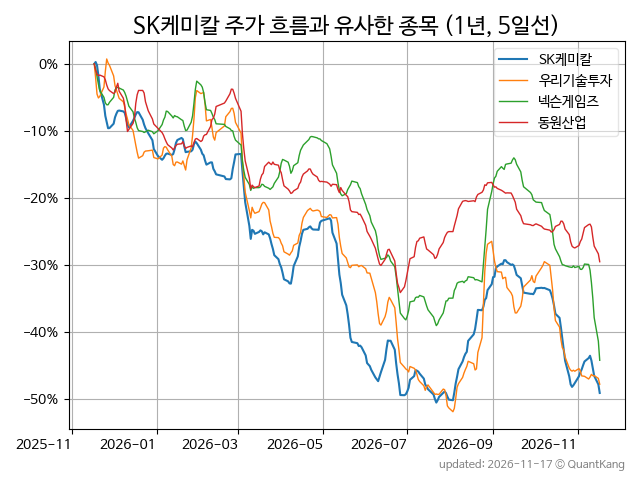 SK케미칼 주가 흐름과 유사한 종목 (1년, 5일선)
SK케미칼
우리기술투자
넥슨게임즈
동원산업
0%
−10%
−20%
−30%
−40%
−50%
2025-11
2026-01
2026-03
2026-05
2026-07
2026-09
2026-11
updated: 2026-11-17 © QuantKang